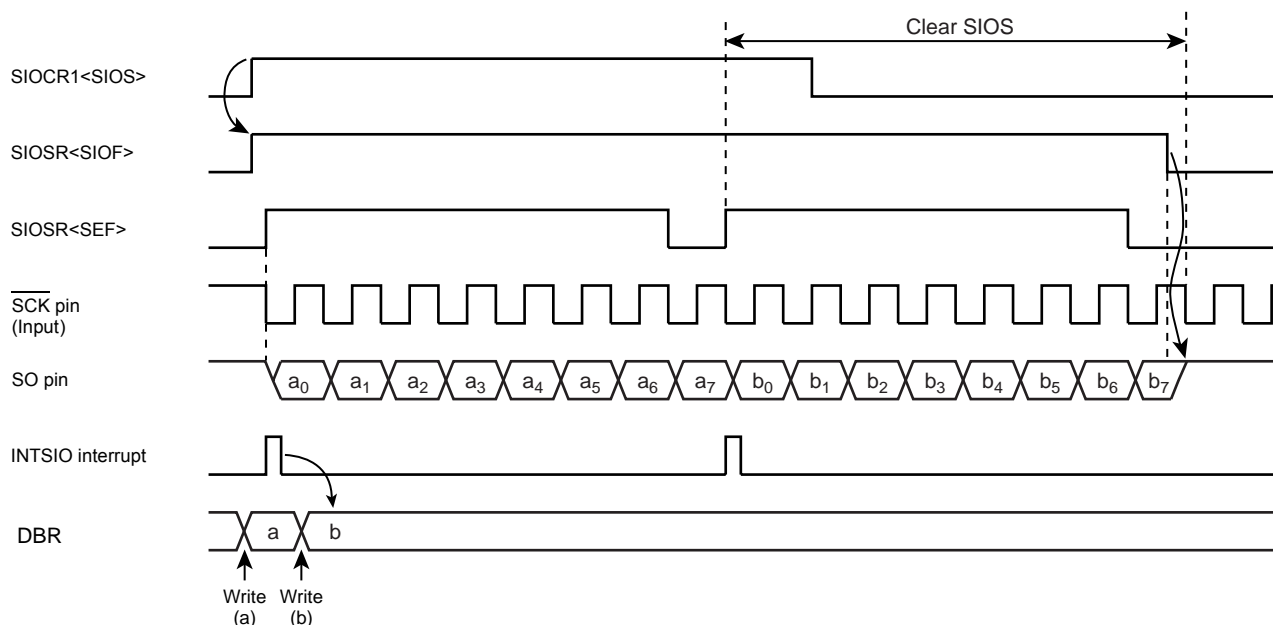 Clear SIOS
SIOCR1<SIOS>
SIOSR<SIOF>
SIOSR<SEF>
SCK pin
(Input)
SO pin
a0 a1 a2 a3 a4 a5 a6 a7 b0 b1 b2 b3 b4 b5 b6 b7
INTSIO interrupt
DBR
a b
Write Write
(a) (b)